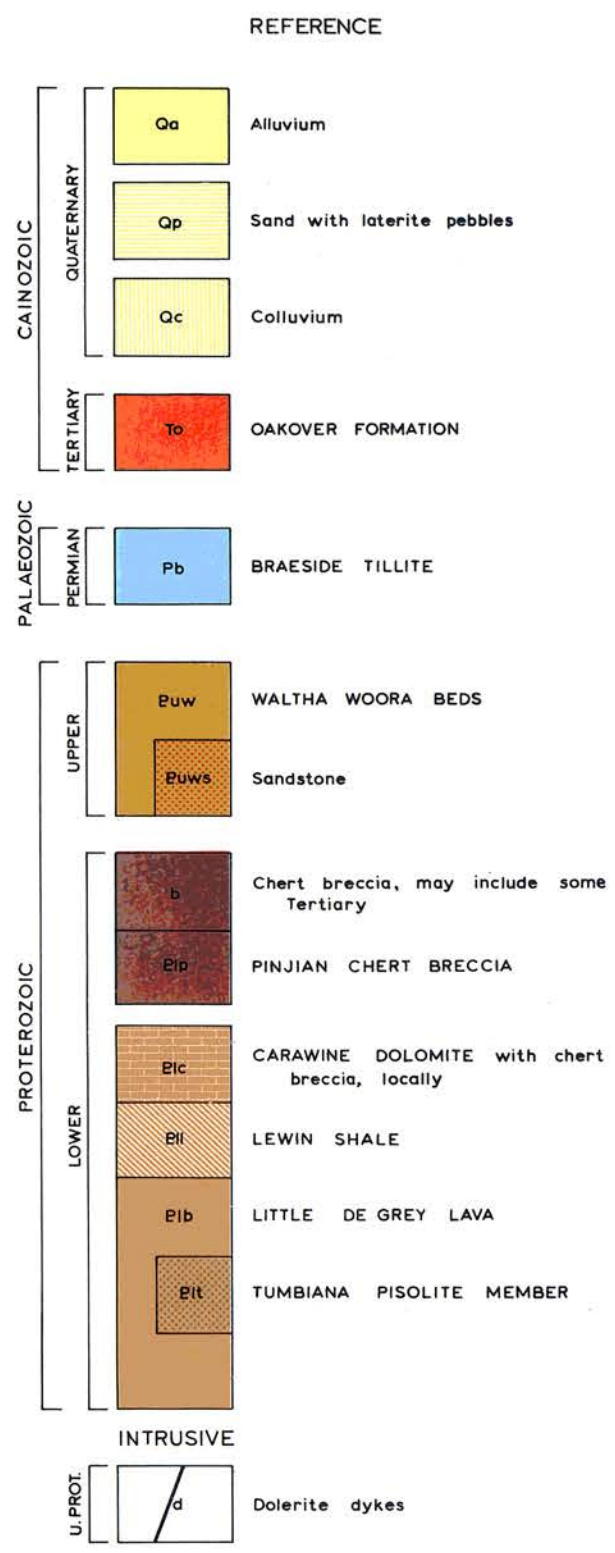 REFERENCE
CAINOZOIC
QUATERNARY
Qa Alluvium
Qp Sand with laterite pebbles
Qc Colluvium
TERTIARY
To OAKOVER FORMATION
PALAEOZOIC
PERMIAN
Pb BRAESIDE TILLITE
PROTEROZOIC
UPPER
Puw WALTHA WOORA BEDS
Puws Sandstone
LOWER
b Chert breccia, may include some
Tertiary
Plp PINJIAN CHERT BRECCIA
Plc CARAWINE DOLOMITE with chert
breccia, locally
Pll LEWIN SHALE
Plb LITTLE DE GREY LAVA
Plt TUMBIANA PISOLITE MEMBER
INTRUSIVE
U. PROT.
d Dolerite dykes